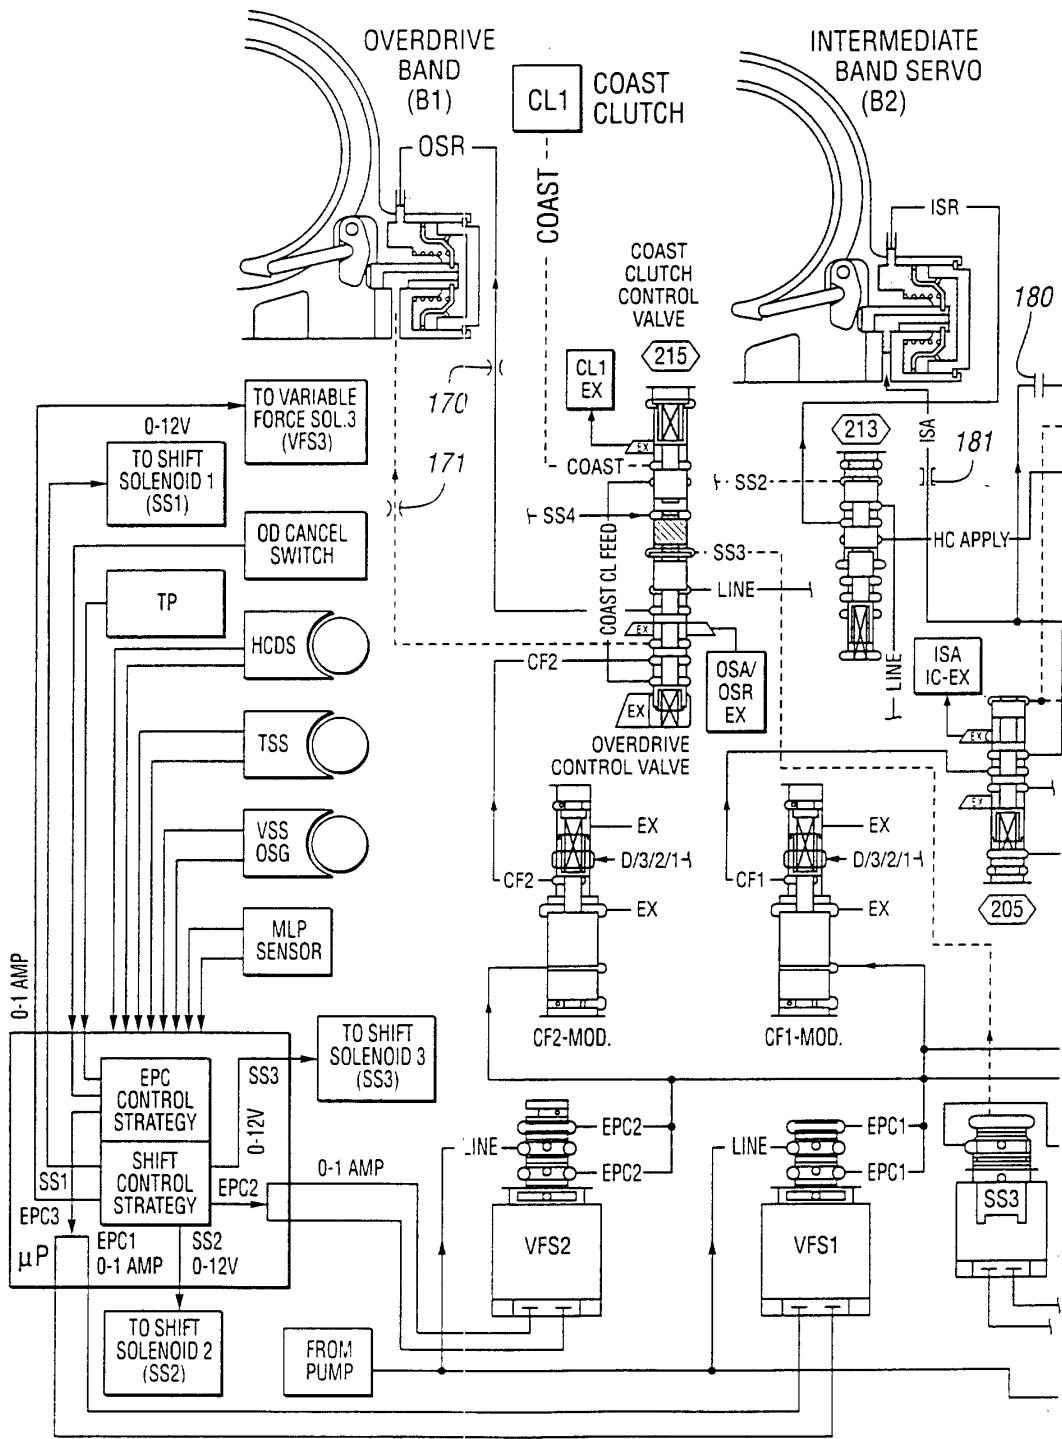 OVERDRIVE
BAND
(B1)
CL1
COAST
CLUTCH
INTERMEDIATE
BAND SERVO
(B2)
OSR
COAST
ISR
COAST
CLUTCH
CONTROL
VALVE
215
180
170
171
CL1
EX
213
ISA
181
TO VARIABLE
FORCE SOL.3
(VFS3)
0-12V
TO SHIFT
SOLENOID 1
(SS1)
EX
COAST
SS2
SS4
COAST CL FEED
SS3
LINE
HC APPLY
OD CANCEL
SWITCH
TP
HCDS
EX
CF2
EX
OSA/
OSR
EX
LINE
ISA
IC-EX
EX
EX
OVERDRIVE
CONTROL VALVE
TSS
VSS
OSG
EX
D/3/2/1
CF2
EX
EX
D/3/2/1
CF1
EX
205
MLP
SENSOR
0-1 AMP
CF2-MOD.
CF1-MOD.
TO SHIFT
SOLENOID 3
(SS3)
EPC
CONTROL
STRATEGY
SS3
0-12V
SHIFT
CONTROL
STRATEGY
SS1
EPC2
0-1 AMP
EPC3
µP
EPC1
0-1 AMP
SS2
0-12V
LINE
EPC2
EPC2
VFS2
LINE
EPC1
EPC1
VFS1
SS3
TO SHIFT
SOLENOID 2
(SS2)
FROM
PUMP